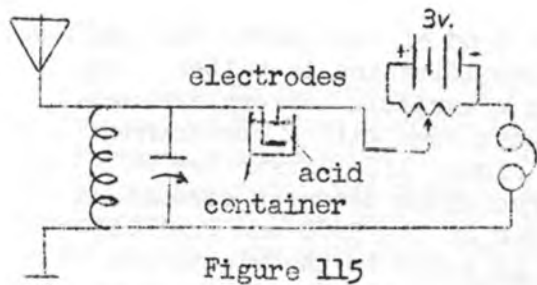 3v.
+ -
electrodes
acid
container
Figure 115